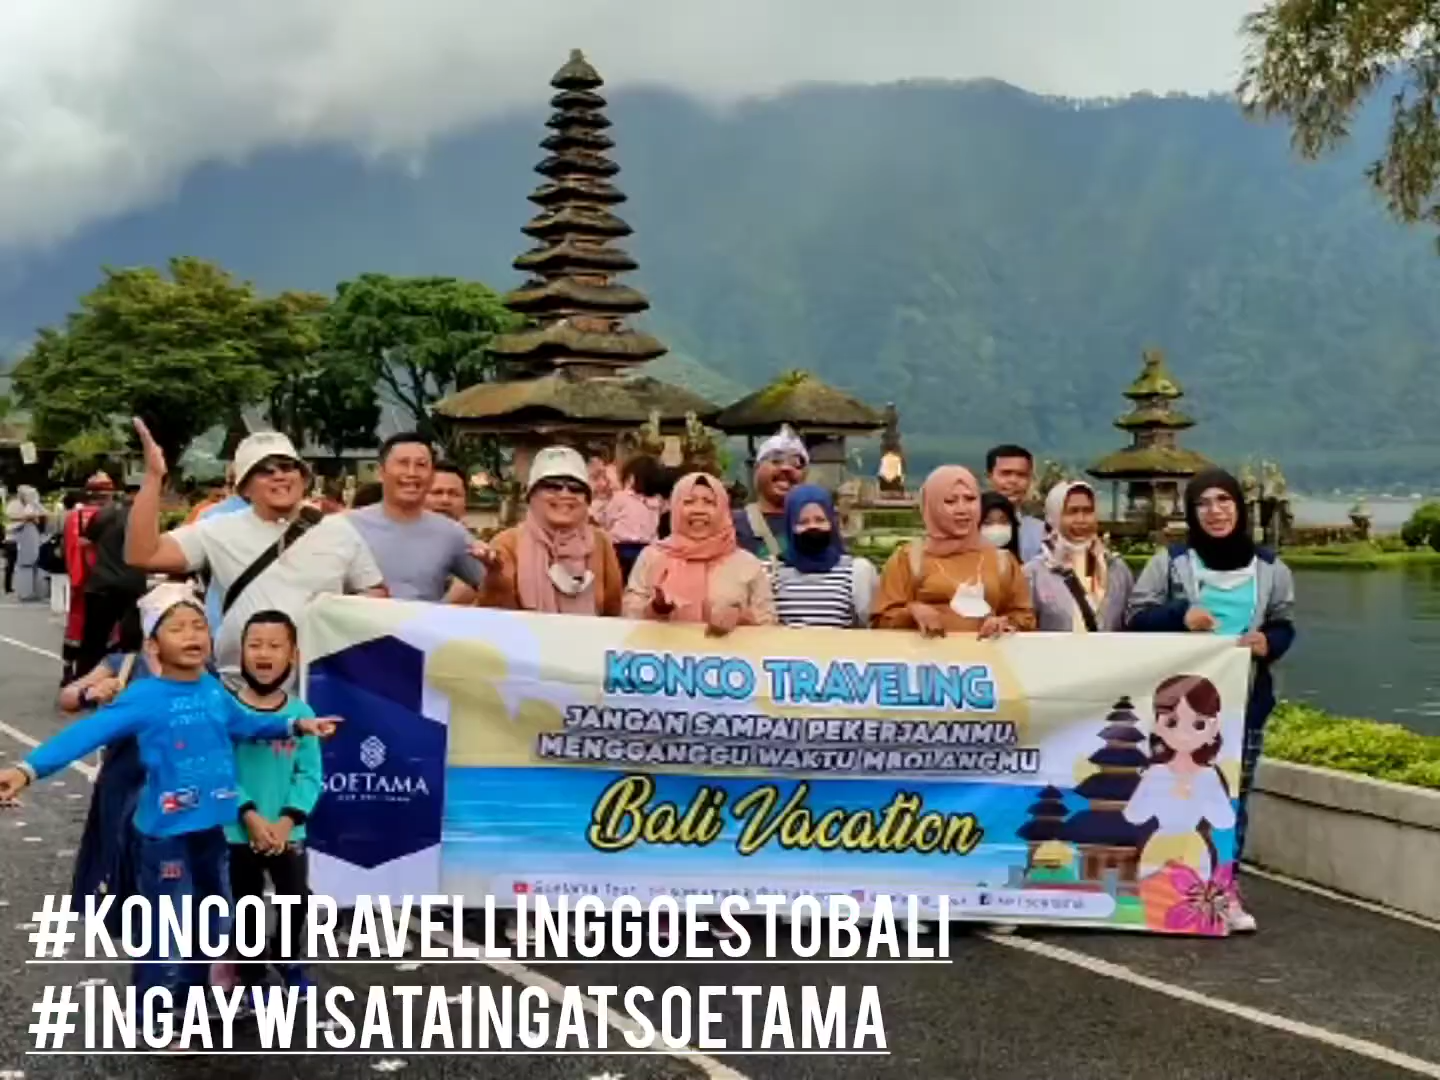 KONCO TRAVELING
JANGAN SAMPAI PEKERJAANMU,
MENGGANGGU WAKTU MBOLANGMU
SOETAMA
Bali Vacation
#KONCOTRAVELLINGGOESTOBALI
#INGAYWISATAINGATSOETAMA